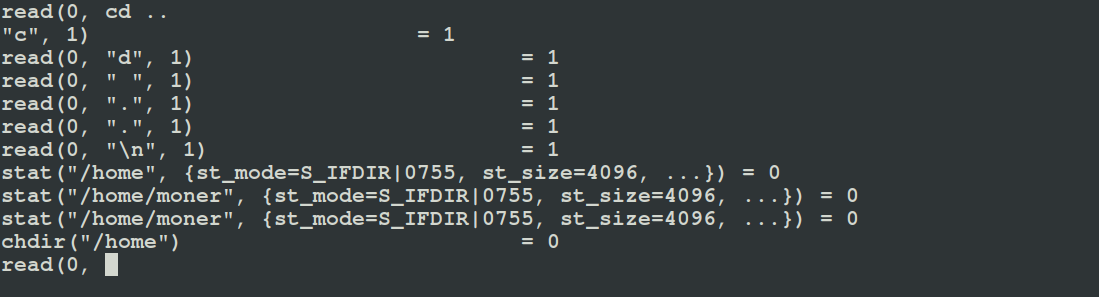 read(0, cd ..
"c", 1) = 1
read(0, "d", 1) = 1
read(0, " ", 1) = 1
read(0, ".", 1) = 1
read(0, ".", 1) = 1
read(0, "\n", 1) = 1
stat("/home", {st_mode=S_IFDIR|0755, st_size=4096, ...}) = 0
stat("/home/moner", {st_mode=S_IFDIR|0755, st_size=4096, ...}) = 0
stat("/home/moner", {st_mode=S_IFDIR|0755, st_size=4096, ...}) = 0
chdir("/home") = 0
read(0,